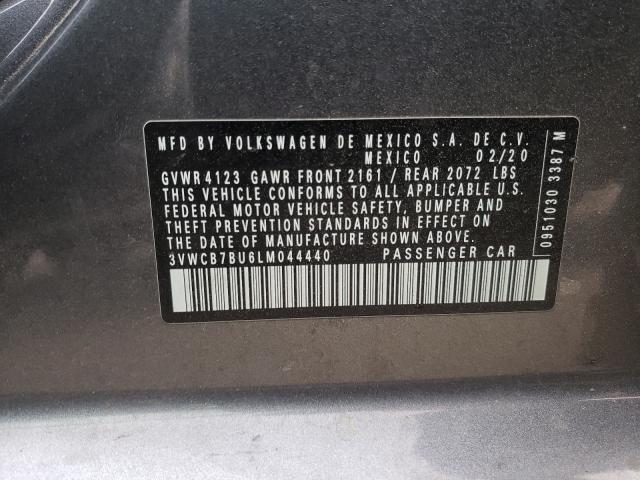 MFD BY VOLKSWAGEN DE MEXICO S.A. DE C.V.
MEXICO 02/20
GVWR 4123 GAWR FRONT 2161 / REAR 2072 LBS
THIS VEHICLE CONFORMS TO ALL APPLICABLE U.S.
FEDERAL MOTOR VEHICLE SAFETY, BUMPER AND
THEFT PREVENTION STANDARDS IN EFFECT ON
THE DATE OF MANUFACTURE SHOWN ABOVE.
3VWCB7BU6LM044440 PASSENGER CAR
0951030 3387 M